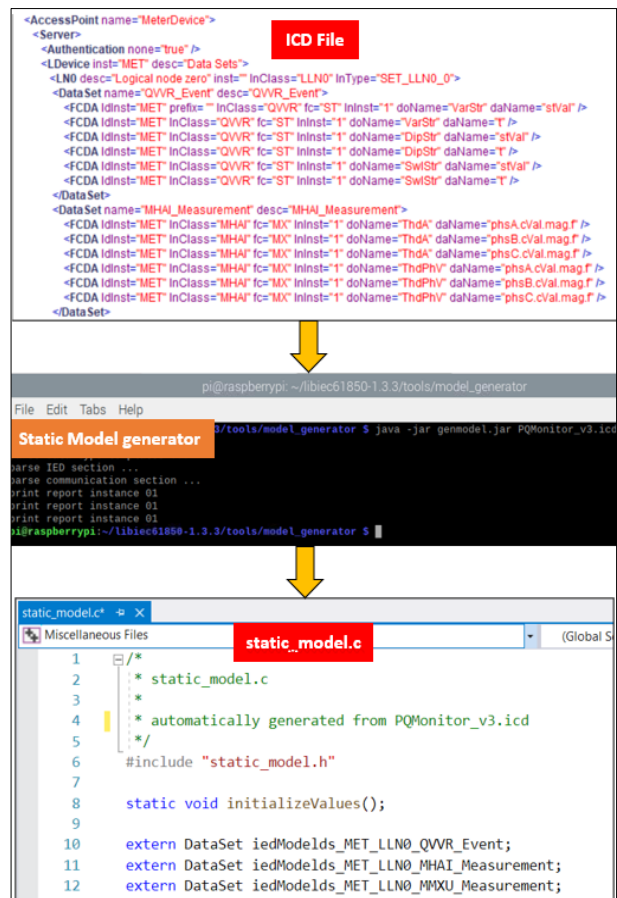 <AccessPoint name="MeterDevice">
<Server>
ICD File
<Authentication none="true" />
<LDevice inst="MET" desc="Data Sets">
<LN0 desc="Logical node zero" inst="" lnClass="LLN0" lnType="SET_LLN0_0">
<DataSet name="QVVR_Event" desc="QVVR_Event">
<FCDA ldInst="MET" prefix="" lnClass="QVVR" fc="ST" lnInst="1" doName="VarStr" daName="stVal" />
<FCDA ldInst="MET" lnClass="QVVR" fc="ST" lnInst="1" doName="VarStr" daName="t" />
<FCDA ldInst="MET" lnClass="QVVR" fc="ST" lnInst="1" doName="DipStr" daName="stVal" />
<FCDA ldInst="MET" lnClass="QVVR" fc="ST" lnInst="1" doName="DipStr" daName="t" />
<FCDA ldInst="MET" lnClass="QVVR" fc="ST" lnInst="1" doName="SwlStr" daName="stVal" />
<FCDA ldInst="MET" lnClass="QVVR" fc="ST" lnInst="1" doName="SwlStr" daName="t" />
</DataSet>
<DataSet name="MHAI_Measurement" desc="MHAI_Measurement">
<FCDA ldInst="MET" lnClass="MHAI" fc="MX" lnInst="1" doName="ThdA" daName="phsA.cVal.mag.f" />
<FCDA ldInst="MET" lnClass="MHAI" fc="MX" lnInst="1" doName="ThdA" daName="phsB.cVal.mag.f" />
<FCDA ldInst="MET" lnClass="MHAI" fc="MX" lnInst="1" doName="ThdA" daName="phsC.cVal.mag.f" />
<FCDA ldInst="MET" lnClass="MHAI" fc="MX" lnInst="1" doName="ThdPhV" daName="phsA.cVal.mag.f" />
<FCDA ldInst="MET" lnClass="MHAI" fc="MX" lnInst="1" doName="ThdPhV" daName="phsB.cVal.mag.f" />
<FCDA ldInst="MET" lnClass="MHAI" fc="MX" lnInst="1" doName="ThdPhV" daName="phsC.cVal.mag.f" />
</DataSet>
pi@raspberrypi: ~/libiec61850-1.3.3/tools/model_generator
File Edit Tabs Help
.3/tools/model_generator $ java -jar genmodel.jar PQMonitor_v3.icd
Static Model generator
parse IED section ...
parse communication section ...
print report instance 01
print report instance 01
print report instance 01
pi@raspberrypi:~/libiec61850-1.3.3/tools/model_generator $
static_model.c*
Miscellaneous Files
static_model.c
(Global S
1 /*
2 * static_model.c
3 *
4 * automatically generated from PQMonitor_v3.icd
5 */
6 #include "static_model.h"
7
8 static void initializeValues();
9
10 extern DataSet iedModelds_MET_LLN0_QVVR_Event;
11 extern DataSet iedModelds_MET_LLN0_MHAI_Measurement;
12 extern DataSet iedModelds_MET_LLN0_MMXU_Measurement;